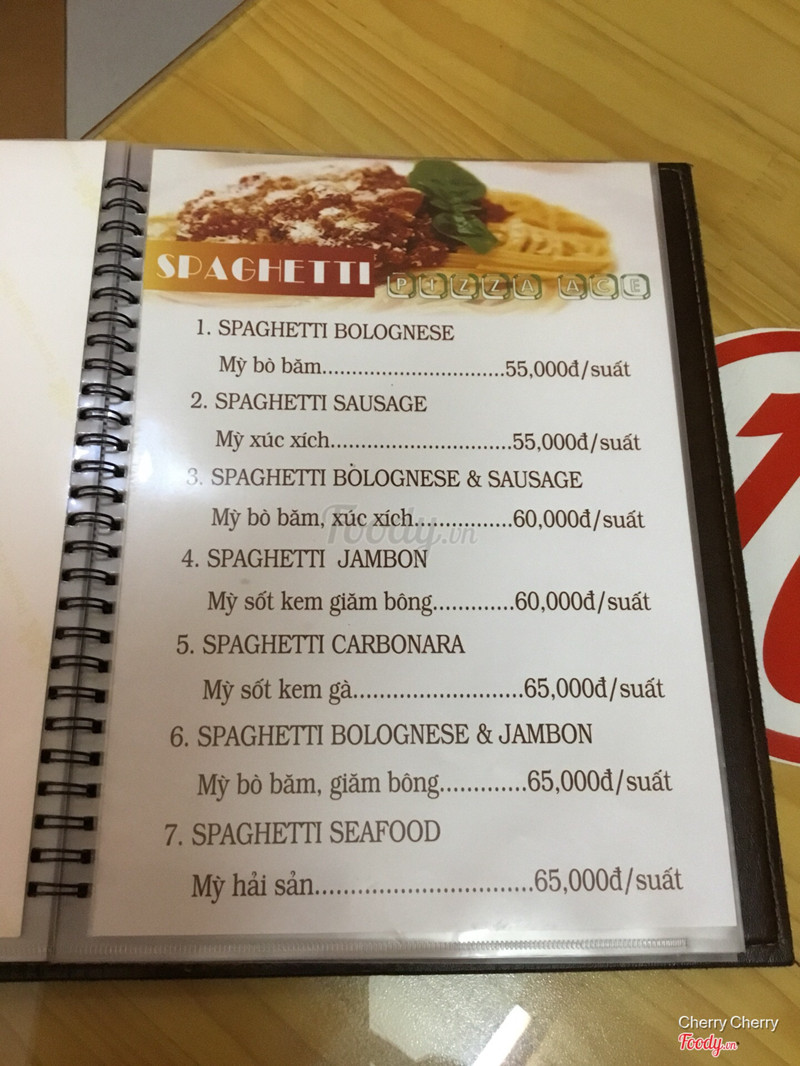 SPAGHETTI PIZZA ACE
1. SPAGHETTI BOLOGNESE
Mỳ bò băm..............................55,000đ/suất
2. SPAGHETTI SAUSAGE
Mỳ xúc xích..............................55,000đ/suất
3. SPAGHETTI BOLOGNESE & SAUSAGE
Mỳ bò băm, xúc xích................60,000đ/suất
4. SPAGHETTI JAMBON
Mỳ sốt kem giăm bông.............60,000đ/suất
5. SPAGHETTI CARBONARA
Mỳ sốt kem gà..........................65,000đ/suất
6. SPAGHETTI BOLOGNESE & JAMBON
Mỳ bò băm, giăm bông.............65,000đ/suất
7. SPAGHETTI SEAFOOD
Mỳ hải sản.................................65,000đ/suất
Foody.vn
Cherry Cherry
Foody.vn